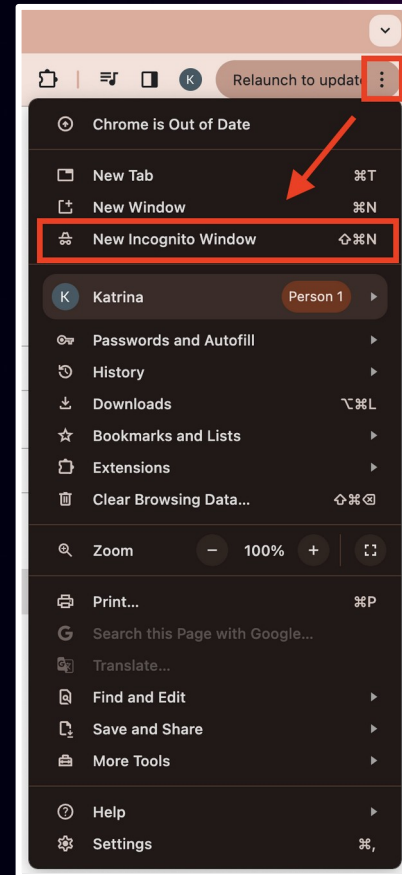 K Relaunch to update
Chrome is Out of Date
New Tab ⌘T
New Window ⌘N
New Incognito Window ⇧⌘N
K Katrina Person 1
Passwords and Autofill
History
Downloads ⌥⌘L
Bookmarks and Lists
Extensions
Clear Browsing Data... ⇧⌘⌫
Zoom − 100% +
Print... ⌘P
G Search this Page with Google...
Translate...
Find and Edit
Save and Share
More Tools
Help
Settings ⌘,